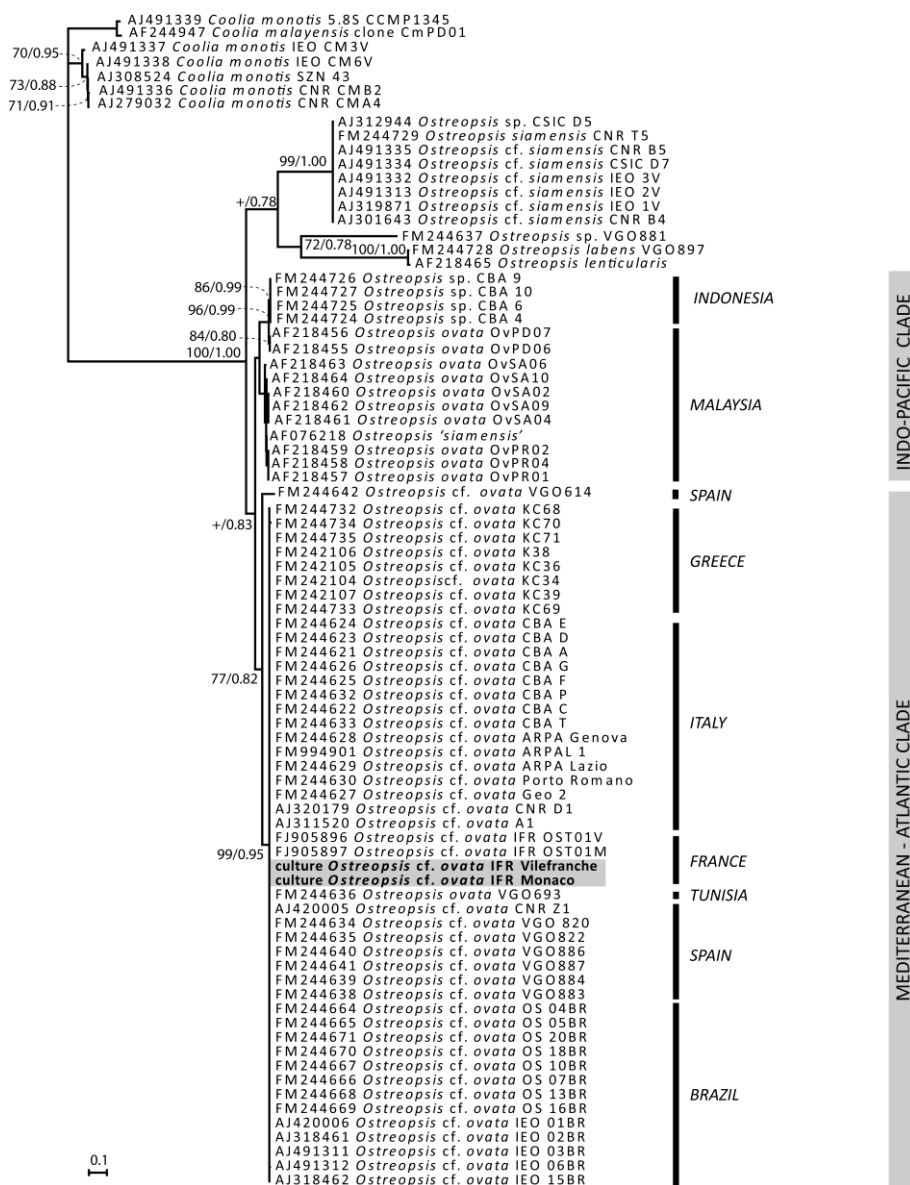 AJ491339 Coolia monotis 5.8S CCMP1345
AF244947 Coolia malayensis clone CmPD01
AJ491337 Coolia monotis IEO CM3V
70/0.95
AJ491338 Coolia monotis IEO CM6V
AJ308524 Coolia monotis SZN 43
73/0.88
AJ491336 Coolia monotis CNR CMB2
71/0.91
AJ279032 Coolia monotis CNR CMA4
AJ312944 Ostreopsis sp. CSIC D5
FM244729 Ostreopsis siamensis CNR T5
AJ491335 Ostreopsis cf. siamensis CNR B5
99/1.00
AJ491334 Ostreopsis cf. siamensis CSIC D7
AJ491332 Ostreopsis cf. siamensis IEO 3V
AJ491313 Ostreopsis cf. siamensis IEO 2V
+/0.78
AJ319871 Ostreopsis cf. siamensis IEO 1V
AJ301643 Ostreopsis cf. siamensis CNR B4
FM244637 Ostreopsis sp. VGO881
72/0.78
100/1.00
FM244728 Ostreopsis labens VGO897
AF218465 Ostreopsis lenticularis
FM244726 Ostreopsis sp. CBA 9
86/0.99
FM244727 Ostreopsis sp. CBA 10
INDONESIA
96/0.99
FM244725 Ostreopsis sp. CBA 6
FM244724 Ostreopsis sp. CBA 4
84/0.80
AF218456 Ostreopsis ovata OvPD07
100/1.00
AF218455 Ostreopsis ovata OvPD06
AF218463 Ostreopsis ovata OvSA06
AF218464 Ostreopsis ovata OvSA10
AF218460 Ostreopsis ovata OvSA02
AF218462 Ostreopsis ovata OvSA09
MALAYSIA
AF218461 Ostreopsis ovata OvSA04
AF076218 Ostreopsis ‘siamensis’
AF218459 Ostreopsis ovata OvPR02
AF218458 Ostreopsis ovata OvPR04
AF218457 Ostreopsis ovata OvPR01
INDO-PACIFIC CLADE
FM244642 Ostreopsis cf. ovata VGO614
SPAIN
FM244732 Ostreopsis cf. ovata KC68
+/0.83
FM244734 Ostreopsis cf. ovata KC70
FM244735 Ostreopsis cf. ovata KC71
FM242106 Ostreopsis cf. ovata K38
GREECE
FM242105 Ostreopsis cf. ovata KC36
FM242104 Ostreopsiscf. ovata KC34
FM242107 Ostreopsis cf. ovata KC39
FM244733 Ostreopsis cf. ovata KC69
FM244624 Ostreopsis cf. ovata CBA E
FM244623 Ostreopsis cf. ovata CBA D
FM244621 Ostreopsis cf. ovata CBA A
FM244626 Ostreopsis cf. ovata CBA G
77/0.82
FM244625 Ostreopsis cf. ovata CBA F
FM244632 Ostreopsis cf. ovata CBA P
FM244622 Ostreopsis cf. ovata CBA C
ITALY
FM244633 Ostreopsis cf. ovata CBA T
FM244628 Ostreopsis cf. ovata ARPA Genova
FM994901 Ostreopsis cf. ovata ARPAL 1
FM244629 Ostreopsis cf. ovata ARPA Lazio
FM244630 Ostreopsis cf. ovata Porto Romano
FM244627 Ostreopsis cf. ovata Geo 2
AJ320179 Ostreopsis cf. ovata CNR D1
AJ311520 Ostreopsis cf. ovata A1
FJ905896 Ostreopsis cf. ovata IFR OST01V
99/0.95
FJ905897 Ostreopsis cf. ovata IFR OST01M
FRANCE
culture Ostreopsis cf. ovata IFR Vilefranche
culture Ostreopsis cf. ovata IFR Monaco
FM244636 Ostreopsis ovata VGO693
TUNISIA
AJ420005 Ostreopsis cf. ovata CNR Z1
FM244634 Ostreopsis cf. ovata VGO 820
FM244635 Ostreopsis cf. ovata VGO822
FM244640 Ostreopsis cf. ovata VGO886
SPAIN
FM244641 Ostreopsis cf. ovata VGO887
FM244639 Ostreopsis cf. ovata VGO884
FM244638 Ostreopsis cf. ovata VGO883
FM244664 Ostreopsis cf. ovata OS 04BR
FM244665 Ostreopsis cf. ovata OS 05BR
FM244671 Ostreopsis cf. ovata OS 20BR
FM244670 Ostreopsis cf. ovata OS 18BR
FM244667 Ostreopsis cf. ovata OS 10BR
FM244666 Ostreopsis cf. ovata OS 07BR
FM244668 Ostreopsis cf. ovata OS 13BR
BRAZIL
FM244669 Ostreopsis cf. ovata OS 16BR
AJ420006 Ostreopsis cf. ovata IEO 01BR
AJ318461 Ostreopsis cf. ovata IEO 02BR
AJ491311 Ostreopsis cf. ovata IEO 03BR
AJ491312 Ostreopsis cf. ovata IEO 06BR
AJ318462 Ostreopsis cf. ovata IEO 15BR
MEDITERRANEAN - ATLANTIC CLADE
0.1